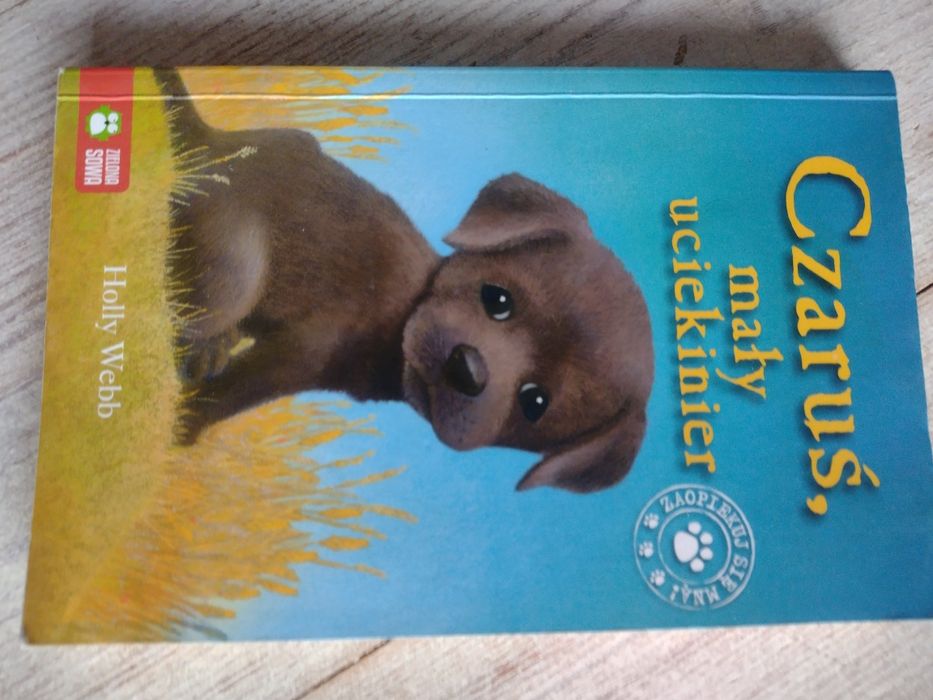 Czaruś,
mały
uciekinier
ZAOPIEKUJ SIĘ MNĄ!
Holly Webb
ZIELONA
SOWA